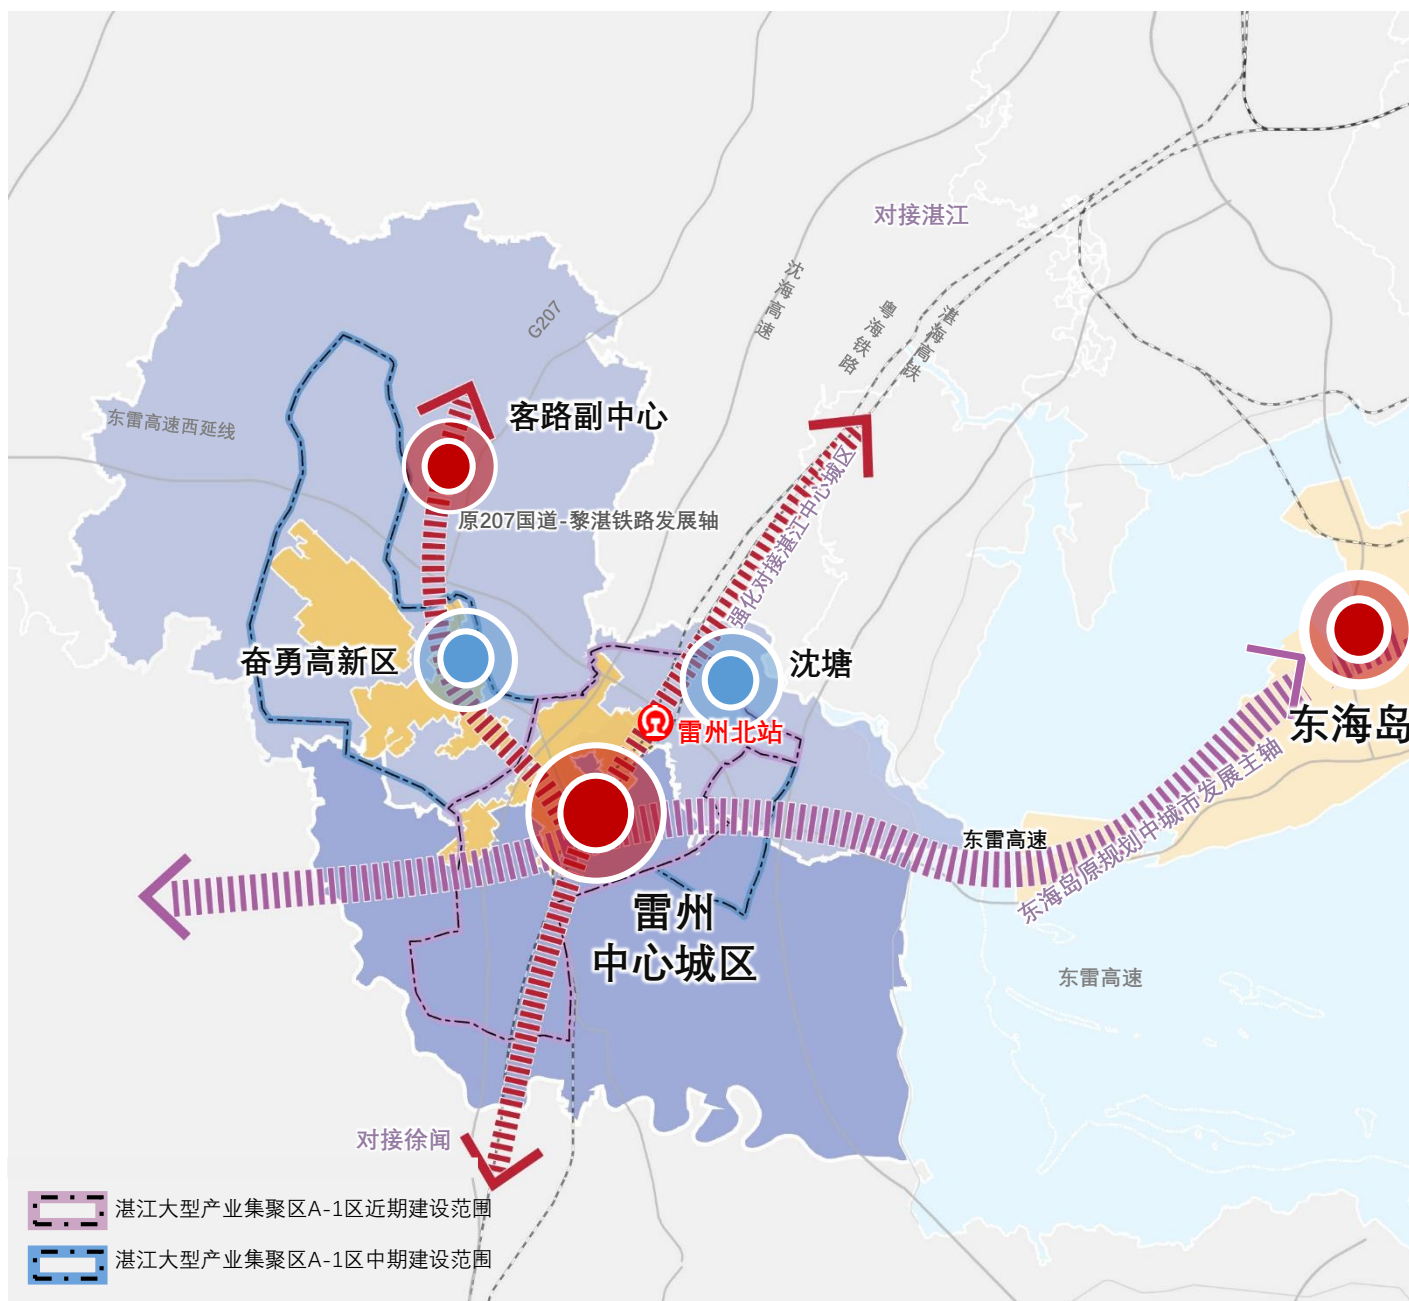 对接湛江
沈海高速
粤海铁路
湛海高铁
G207
东雷高速西延线
客路副中心
强化对接湛江中心城区
原207国道-黎湛铁路发展轴
奋勇高新区
沈塘
雷州北站
东海岛
东海岛原规划中城市发展主轴
东雷高速
雷州
中心城区
东雷高速
对接徐闻
湛江大型产业集聚区A-1区近期建设范围
湛江大型产业集聚区A-1区中期建设范围